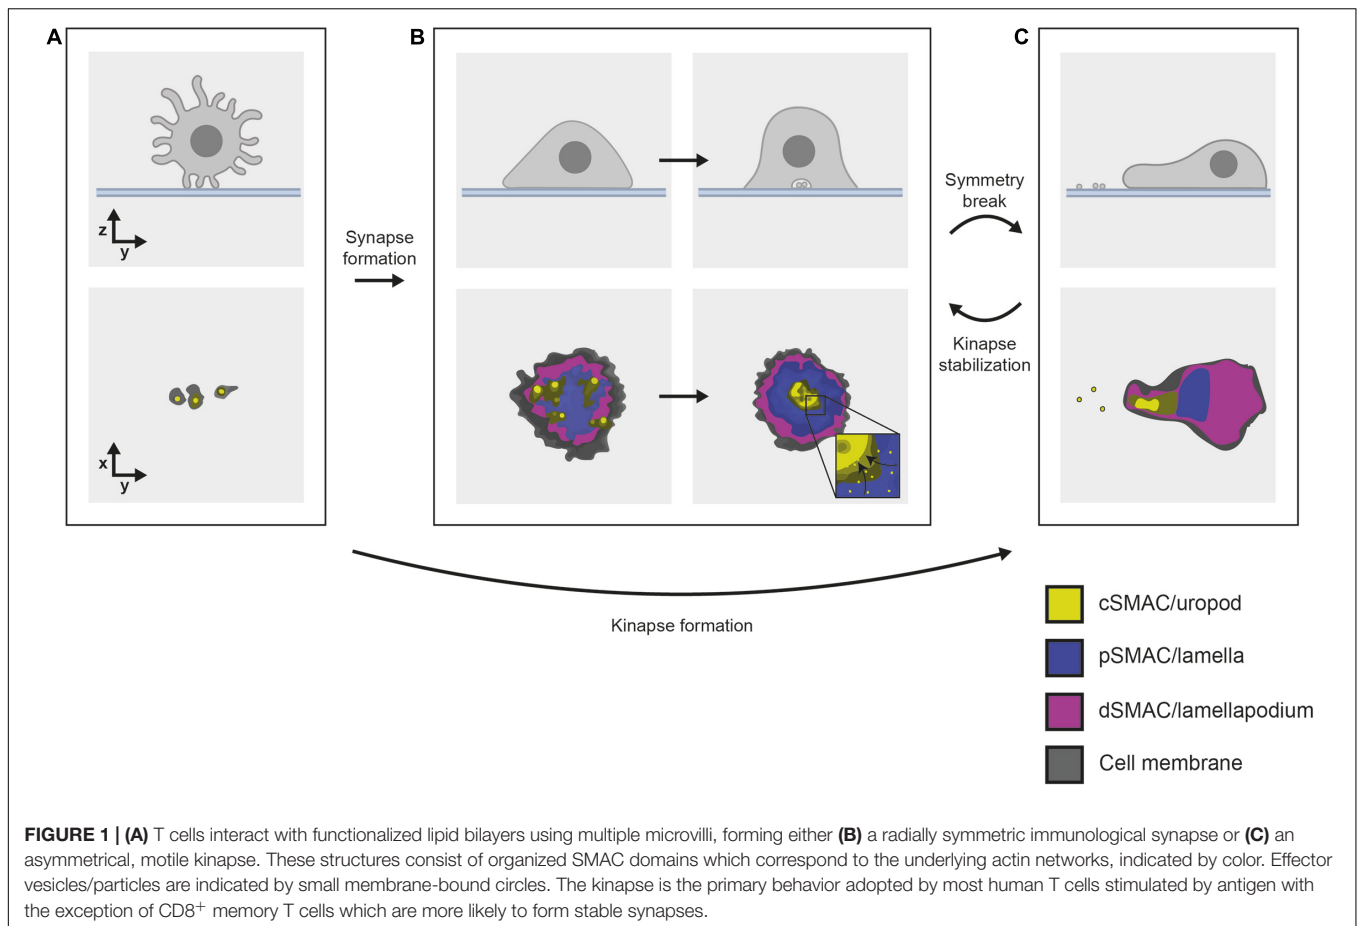 A
B
C
z
y
x
y
Synapse
formation
Symmetry
break
Kinapse
stabilization
Kinapse formation
cSMAC/uropod
pSMAC/lamella
dSMAC/lamellapodium
Cell membrane
FIGURE 1 | (A) T cells interact with functionalized lipid bilayers using multiple microvilli, forming either (B) a radially symmetric immunological synapse or (C) an
asymmetrical, motile kinapse. These structures consist of organized SMAC domains which correspond to the underlying actin networks, indicated by color. Effector
vesicles/particles are indicated by small membrane-bound circles. The kinapse is the primary behavior adopted by most human T cells stimulated by antigen with
the exception of CD8+ memory T cells which are more likely to form stable synapses.